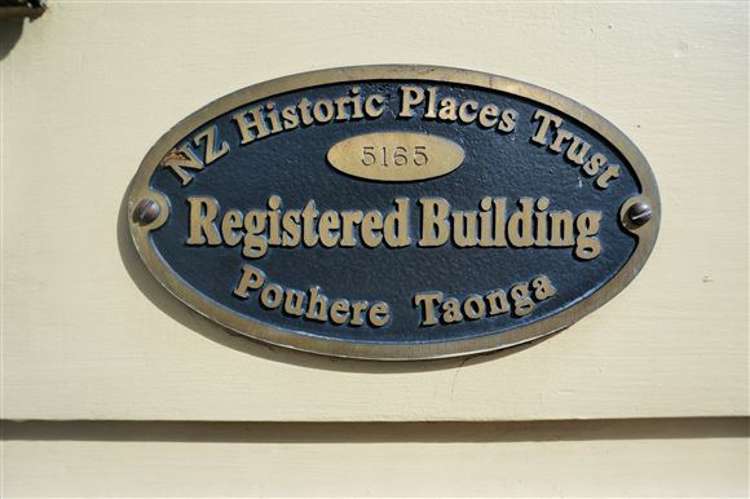 NZ Historic Places Trust
5165
Registered Building
Pouhere Taonga